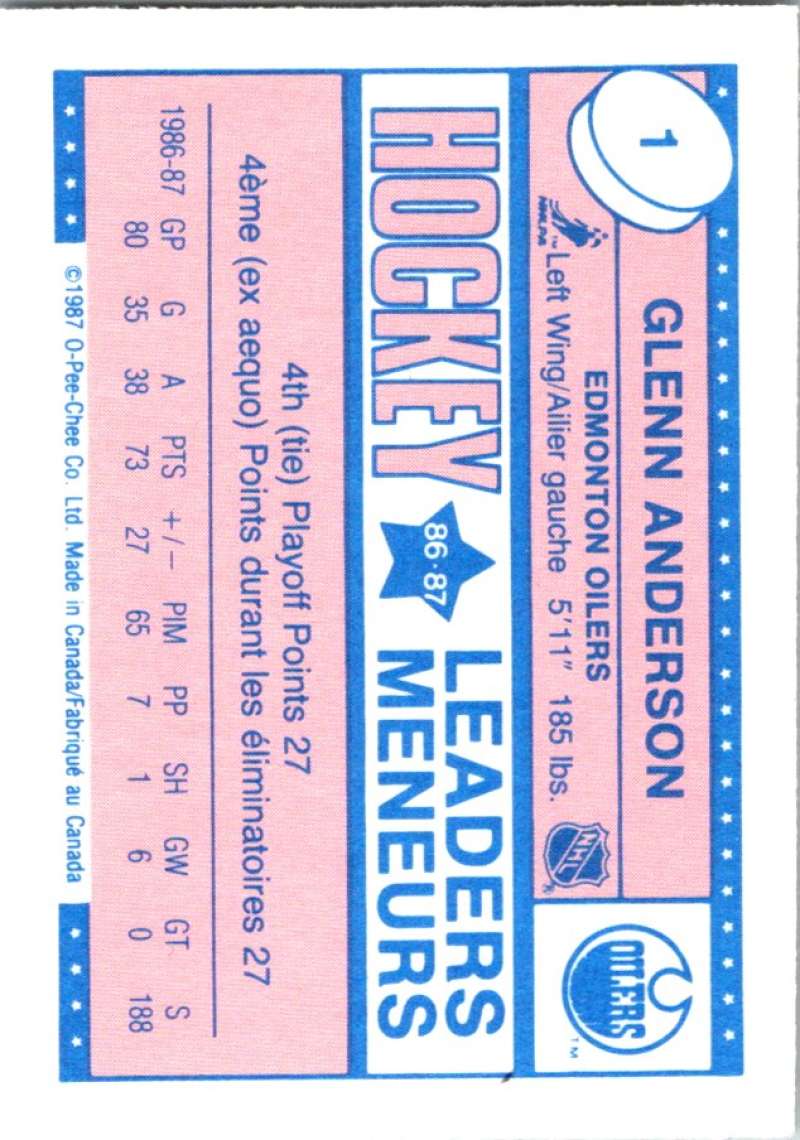 1
GLENN ANDERSON
EDMONTON OILERS
NHLPA™
Left Wing/Ailier gauche 5'11" 185 lbs.
NHL®
OILERS™
HOCKEY
86·87
LEADERS
MENEURS
4th (tie) Playoff Points 27
4ème (ex aequo) Points durant les éliminatoires 27
1986-87 GP G A PTS +/− PIM PP SH GW GT S
80 35 38 73 27 65 7 1 6 0 188
©1987 O-Pee-Chee Co. Ltd. Made in Canada/Fabriqué au Canada